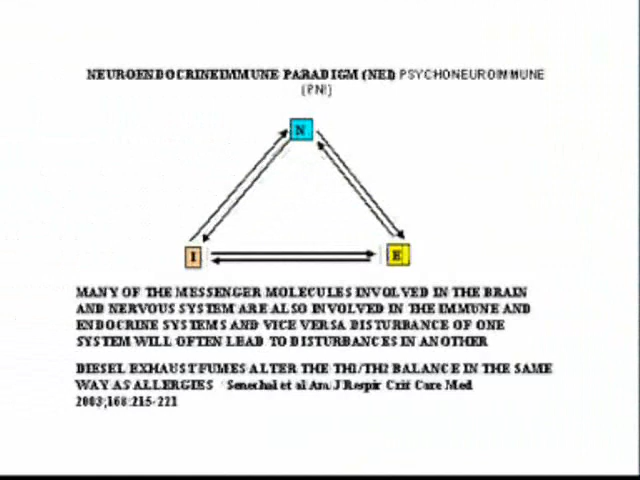 NEUROENDOCRINEIMMUNE PARADIGM (NEI) PSYCHONEUROIMMUNE
(PNI)
N
I
E
MANY OF THE MESSENGER MOLECULES INVOLVED IN THE BRAIN
AND NERVOUS SYSTEM ARE ALSO INVOLVED IN THE IMMUNE AND
ENDOCRINE SYSTEMS AND VICE VERSA DISTURBANCE OF ONE
SYSTEM WILL OFTEN LEAD TO DISTURBANCES IN ANOTHER
DIESEL EXHAUST FUMES ALTER THE TH1/TH2 BALANCE IN THE SAME
WAY AS ALLERGIES Senechal et al Am J Respir Crit Care Med
2003;168:215-221